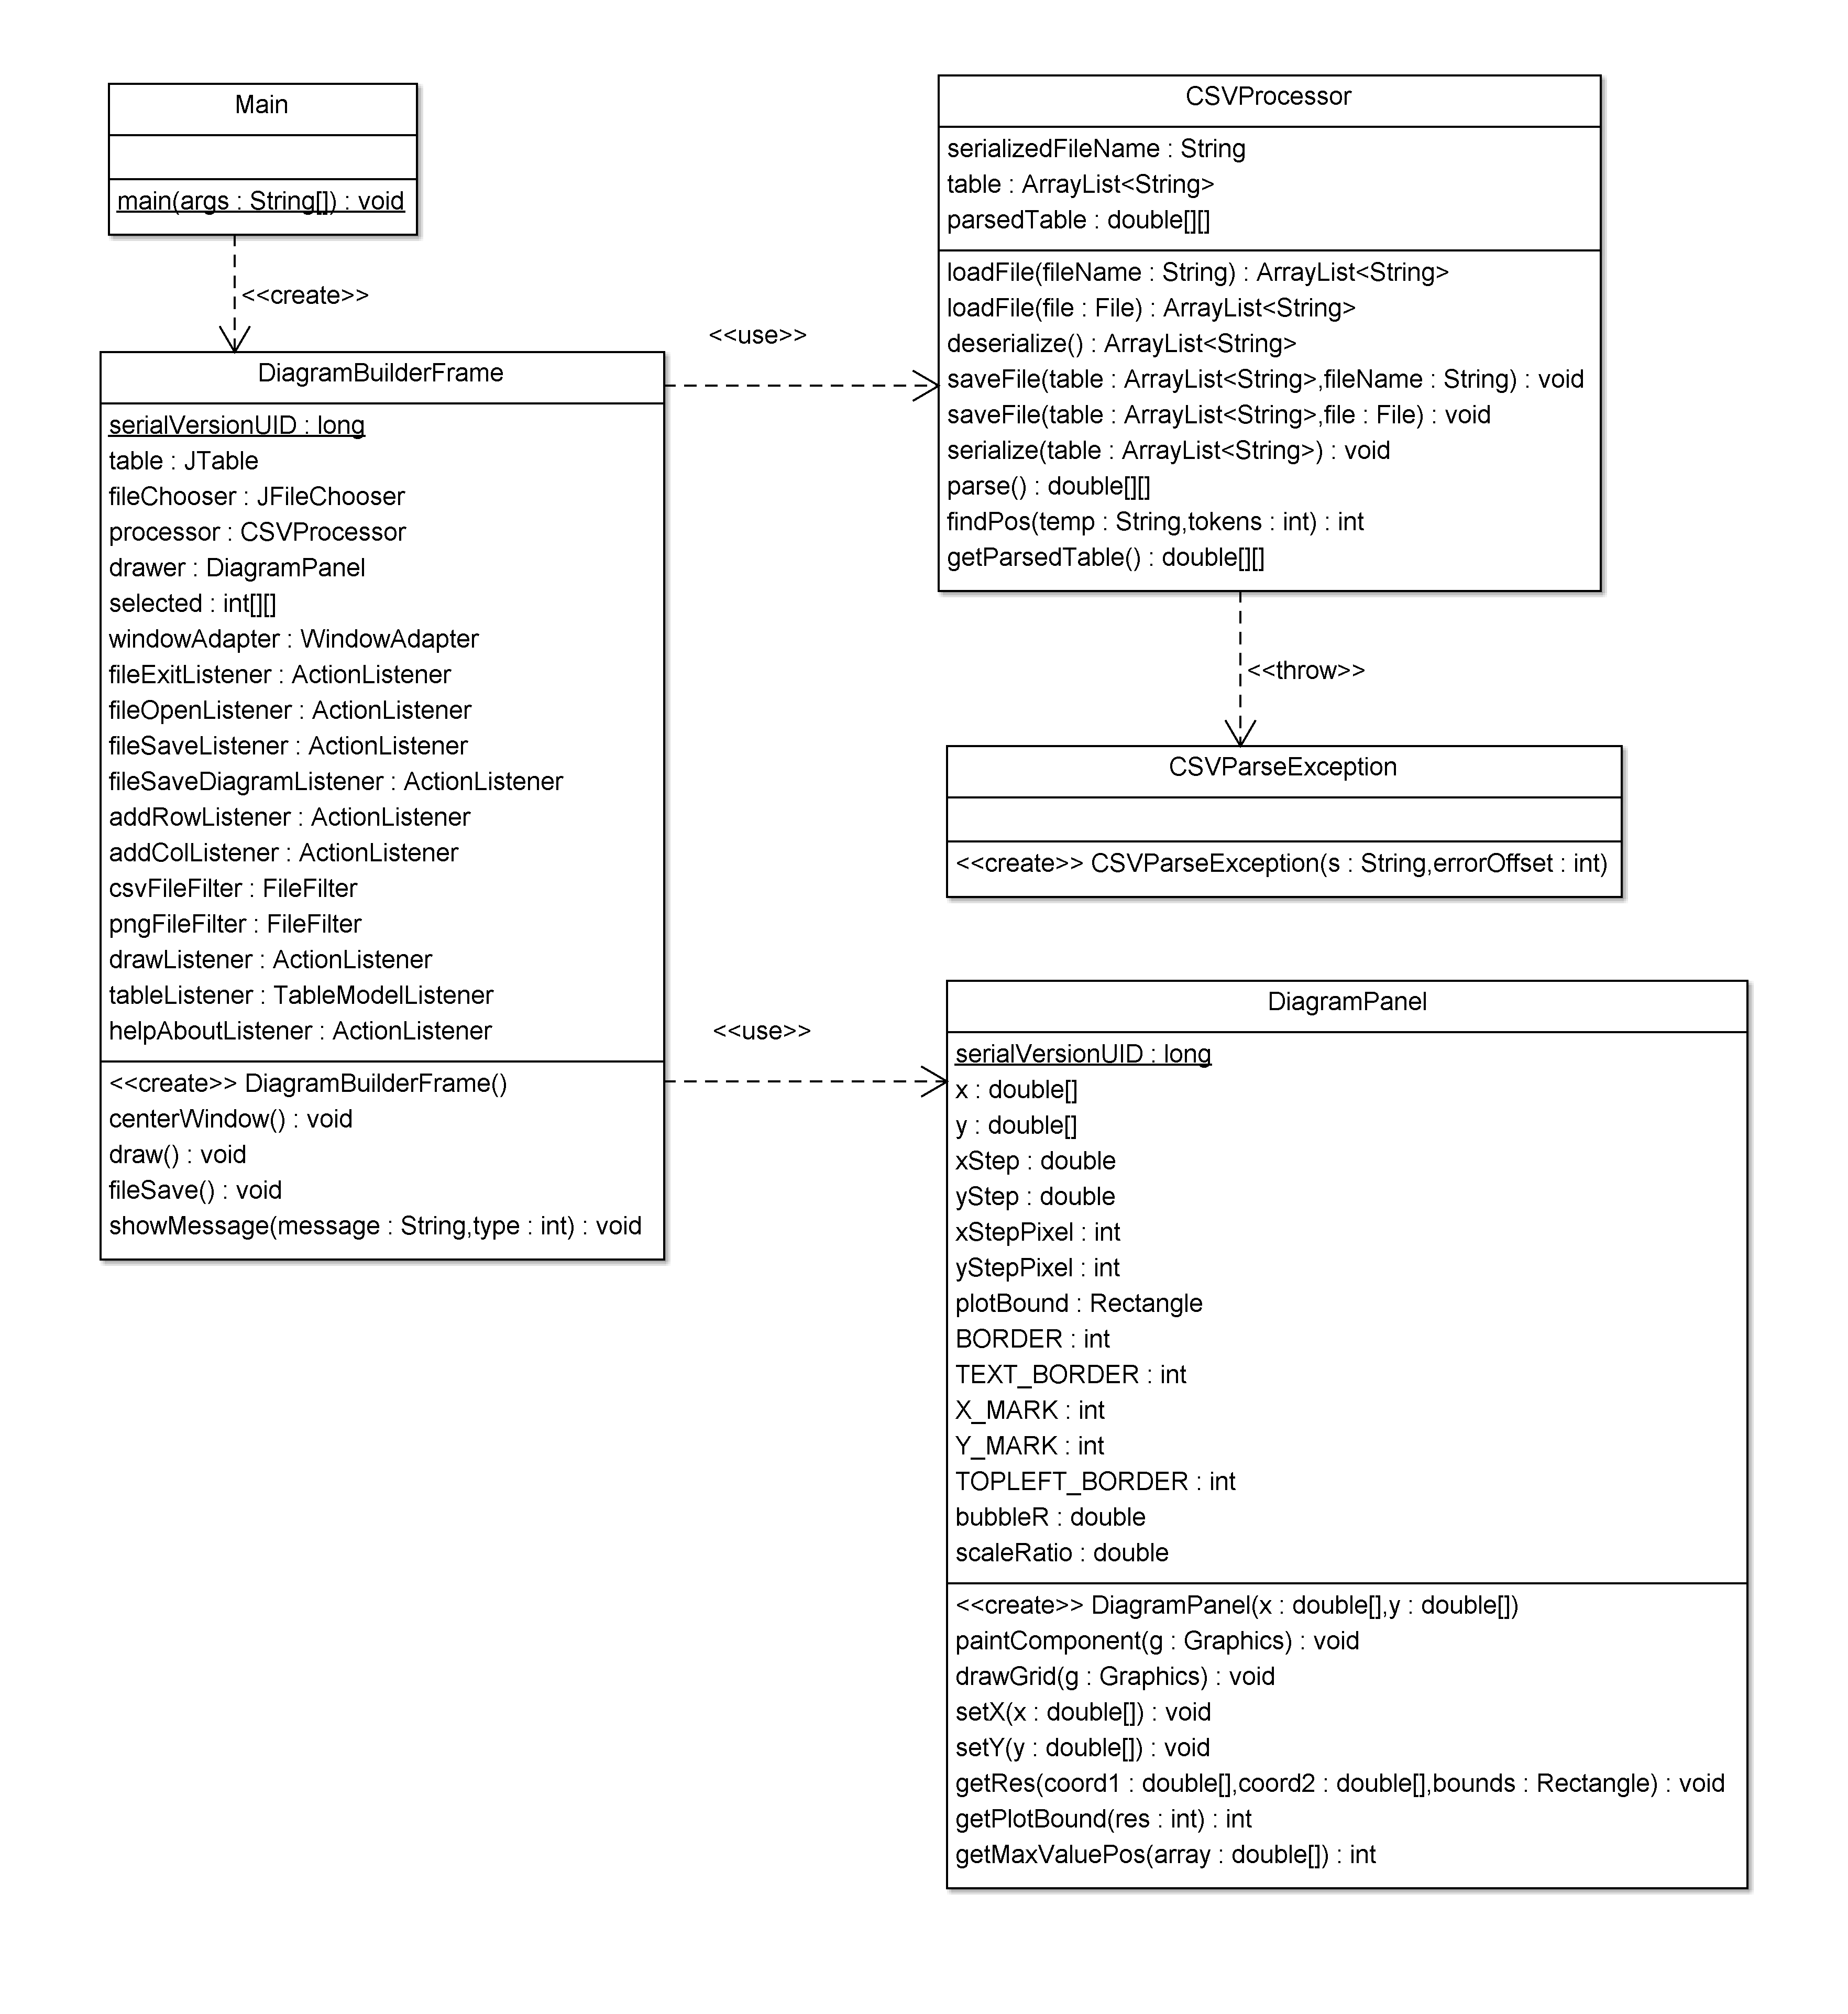 Main
main(args : String[]) : void
<<create>>
DiagramBuilderFrame
serialVersionUID : long
table : JTable
fileChooser : JFileChooser
processor : CSVProcessor
drawer : DiagramPanel
selected : int[][]
windowAdapter : WindowAdapter
fileExitListener : ActionListener
fileOpenListener : ActionListener
fileSaveListener : ActionListener
fileSaveDiagramListener : ActionListener
addRowListener : ActionListener
addColListener : ActionListener
csvFileFilter : FileFilter
pngFileFilter : FileFilter
drawListener : ActionListener
tableListener : TableModelListener
helpAboutListener : ActionListener
<<create>> DiagramBuilderFrame()
centerWindow() : void
draw() : void
fileSave() : void
showMessage(message : String,type : int) : void
<<use>>
<<use>>
CSVProcessor
serializedFileName : String
table : ArrayList<String>
parsedTable : double[][]
loadFile(fileName : String) : ArrayList<String>
loadFile(file : File) : ArrayList<String>
deserialize() : ArrayList<String>
saveFile(table : ArrayList<String>,fileName : String) : void
saveFile(table : ArrayList<String>,file : File) : void
serialize(table : ArrayList<String>) : void
parse() : double[][]
findPos(temp : String,tokens : int) : int
getParsedTable() : double[][]
<<throw>>
CSVParseException
<<create>> CSVParseException(s : String,errorOffset : int)
DiagramPanel
serialVersionUID : long
x : double[]
y : double[]
xStep : double
yStep : double
xStepPixel : int
yStepPixel : int
plotBound : Rectangle
BORDER : int
TEXT_BORDER : int
X_MARK : int
Y_MARK : int
TOPLEFT_BORDER : int
bubbleR : double
scaleRatio : double
<<create>> DiagramPanel(x : double[],y : double[])
paintComponent(g : Graphics) : void
drawGrid(g : Graphics) : void
setX(x : double[]) : void
setY(y : double[]) : void
getRes(coord1 : double[],coord2 : double[],bounds : Rectangle) : void
getPlotBound(res : int) : int
getMaxValuePos(array : double[]) : int